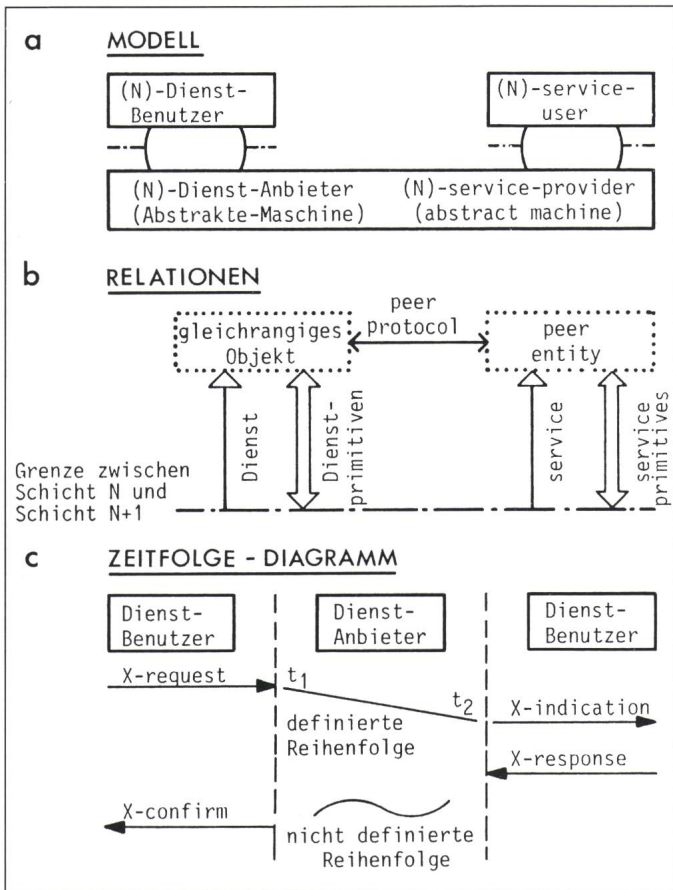 a MODELL
(N)-Dienst-
Benutzer
(N)-service-
user
(N)-Dienst-Anbieter
(Abstrakte-Maschine)
(N)-service-provider
(abstract machine)
b RELATIONEN
gleichrangiges
Objekt
peer
protocol
peer
entity
Dienst
Dienst-
primitiven
service
service
primitives
Grenze zwischen
Schicht N und
Schicht N+1
c ZEITFOLGE - DIAGRAMM
Dienst-
Benutzer
Dienst-
Anbieter
Dienst-
Benutzer
X-request
t1
t2
X-indication
definierte
Reihenfolge
X-response
X-confirm
nicht definierte
Reihenfolge